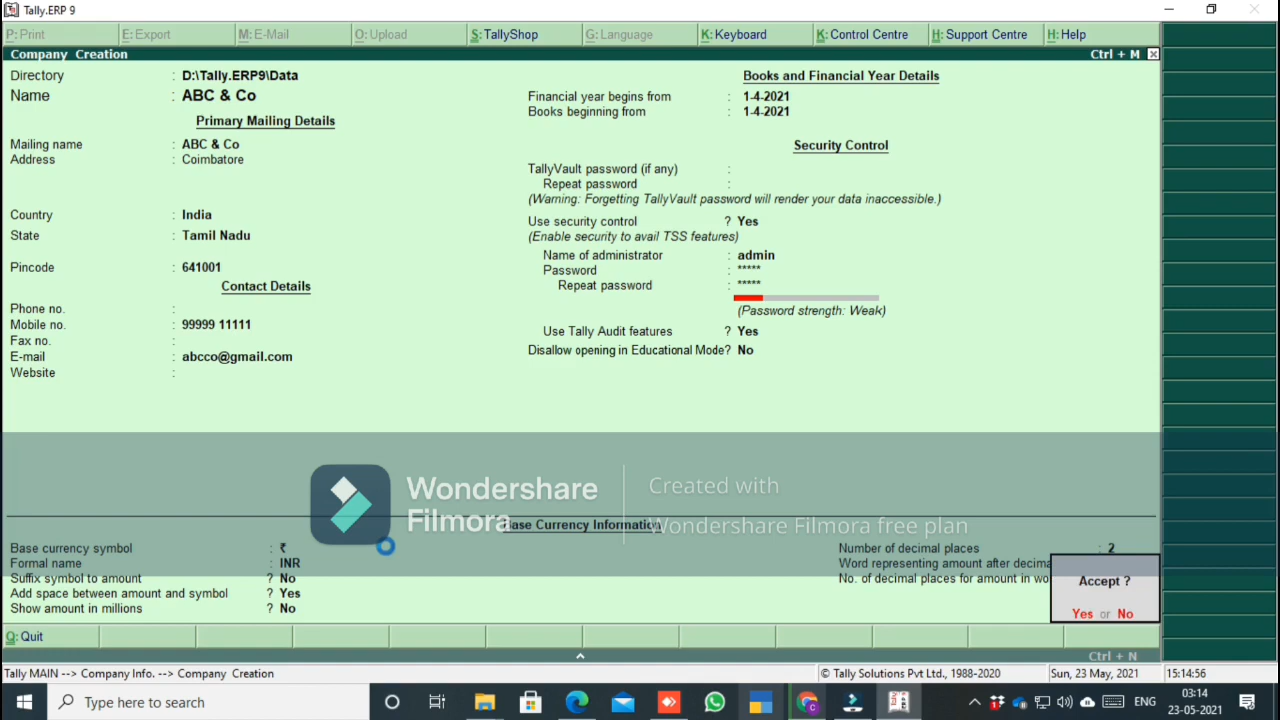 Tally.ERP 9
P: Print E: Export M: E-Mail O: Upload S: TallyShop G: Language K: Keyboard K: Control Centre H: Support Centre H: Help
Company Creation Ctrl + M
Directory : D:\Tally.ERP9\Data
Name : ABC & Co
Primary Mailing Details
Mailing name : ABC & Co
Address : Coimbatore
Country : India
State : Tamil Nadu
Pincode : 641001
Contact Details
Phone no. :
Mobile no. : 99999 11111
Fax no. :
E-mail : abcco@gmail.com
Website :
Books and Financial Year Details
Financial year begins from : 1-4-2021
Books beginning from : 1-4-2021
Security Control
TallyVault password (if any) :
Repeat password :
(Warning: Forgetting TallyVault password will render your data inaccessible.)
Use security control ? Yes
(Enable security to avail TSS features)
Name of administrator : admin
Password : *****
Repeat password : *****
(Password strength: Weak)
Use Tally Audit features ? Yes
Disallow opening in Educational Mode? No
Wondershare
Filmora
Created with
Wondershare Filmora free plan
Base Currency Information
Base currency symbol : ₹
Formal name : INR
Suffix symbol to amount ? No
Add space between amount and symbol ? Yes
Show amount in millions ? No
Number of decimal places : 2
Word representing amount after decima
No. of decimal places for amount in wo
Accept ?
Yes or No
Q: Quit
Ctrl + N
Tally MAIN --> Company Info. --> Company Creation © Tally Solutions Pvt Ltd., 1988-2020 Sun, 23 May, 2021 15:14:56
Type here to search
ENG
03:14
23-05-2021